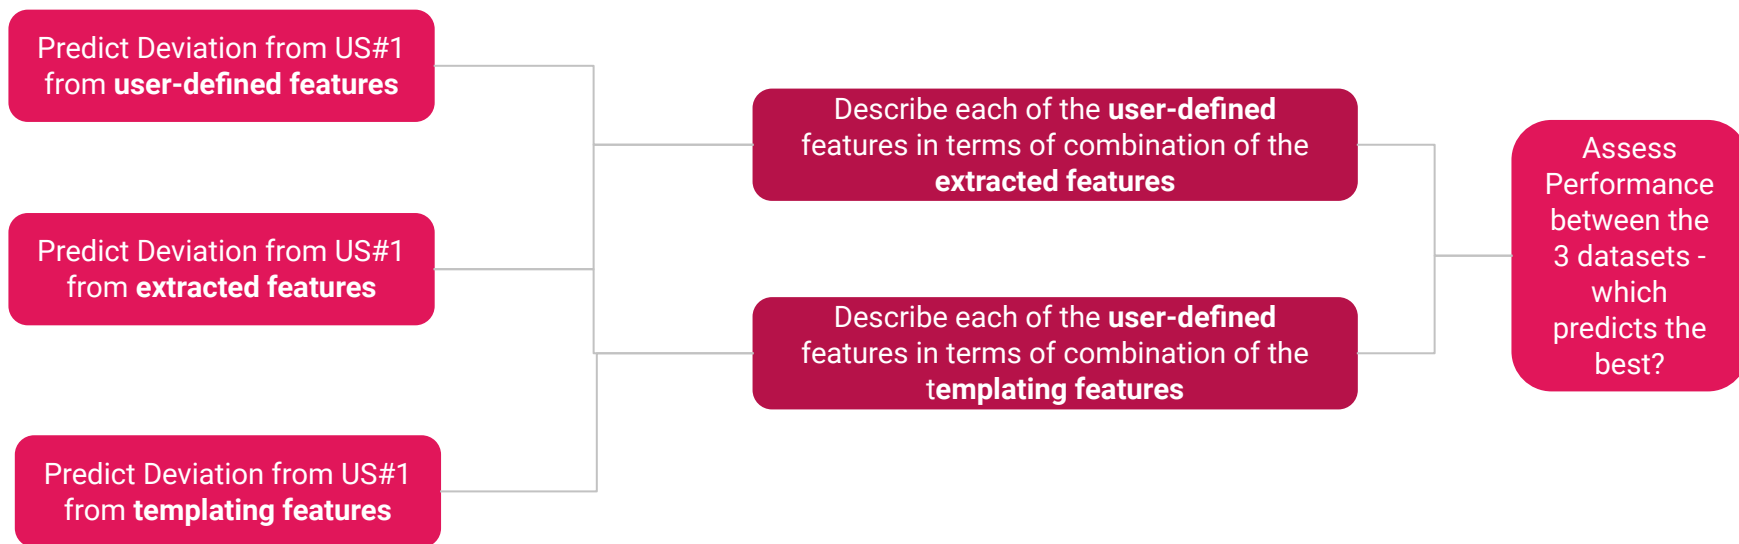 Predict Deviation from US#1
from user-defined features
Predict Deviation from US#1
from extracted features
Predict Deviation from US#1
from templating features
Describe each of the user-defined
features in terms of combination of the
extracted features
Describe each of the user-defined
features in terms of combination of the
templating features
Assess
Performance
between the
3 datasets -
which
predicts the
best?